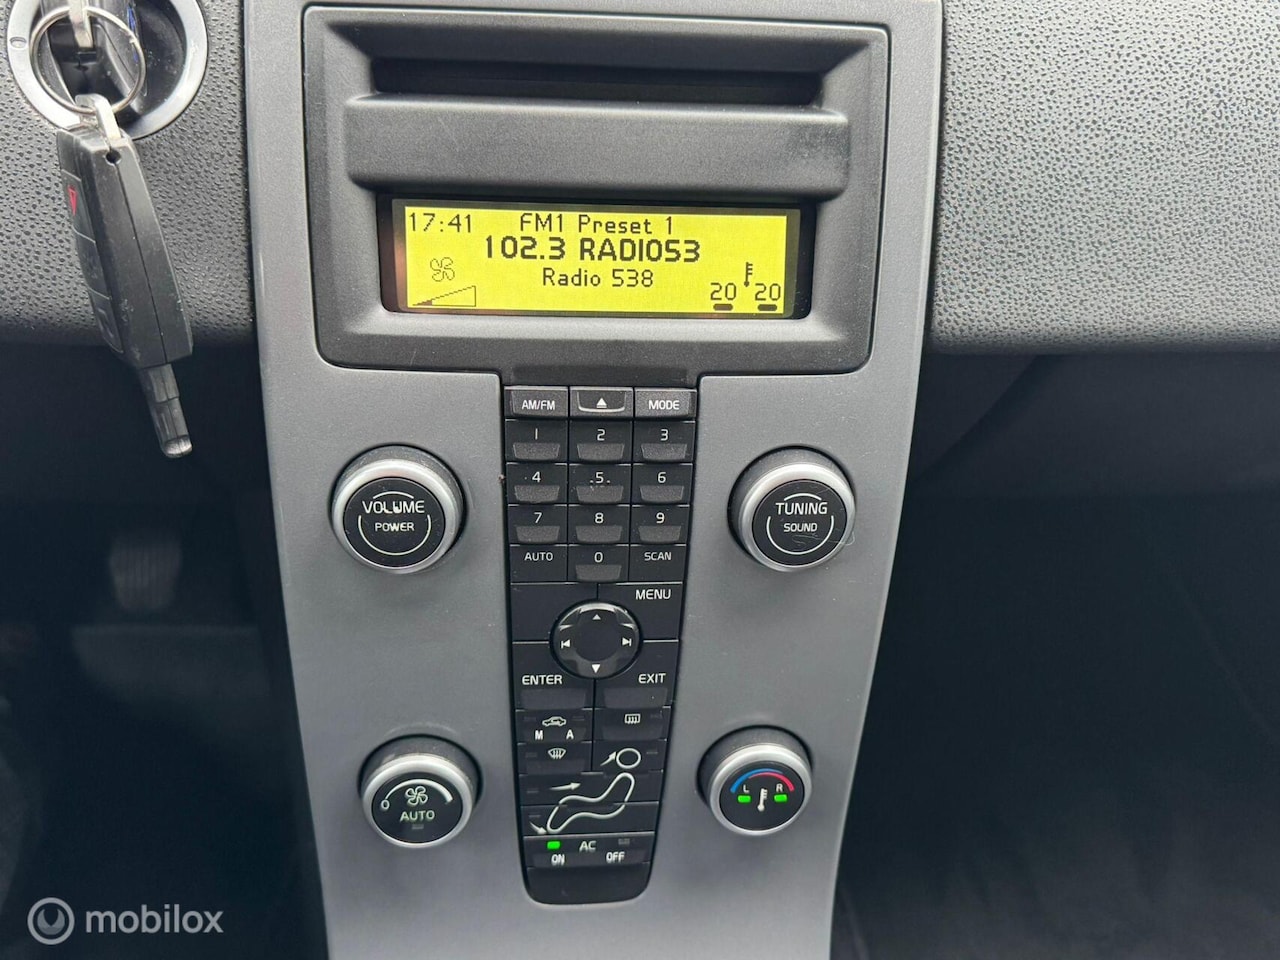 17:41 FM1 Preset 1
102.3 RADIO53
Radio 538
20 20
AM/FM MODE
1 2 3
4 5 6
7 8 9
AUTO 0 SCAN
VOLUME
POWER
TUNING
SOUND
MENU
ENTER EXIT
M A
0
AUTO
L R
AC
ON OFF
mobilox